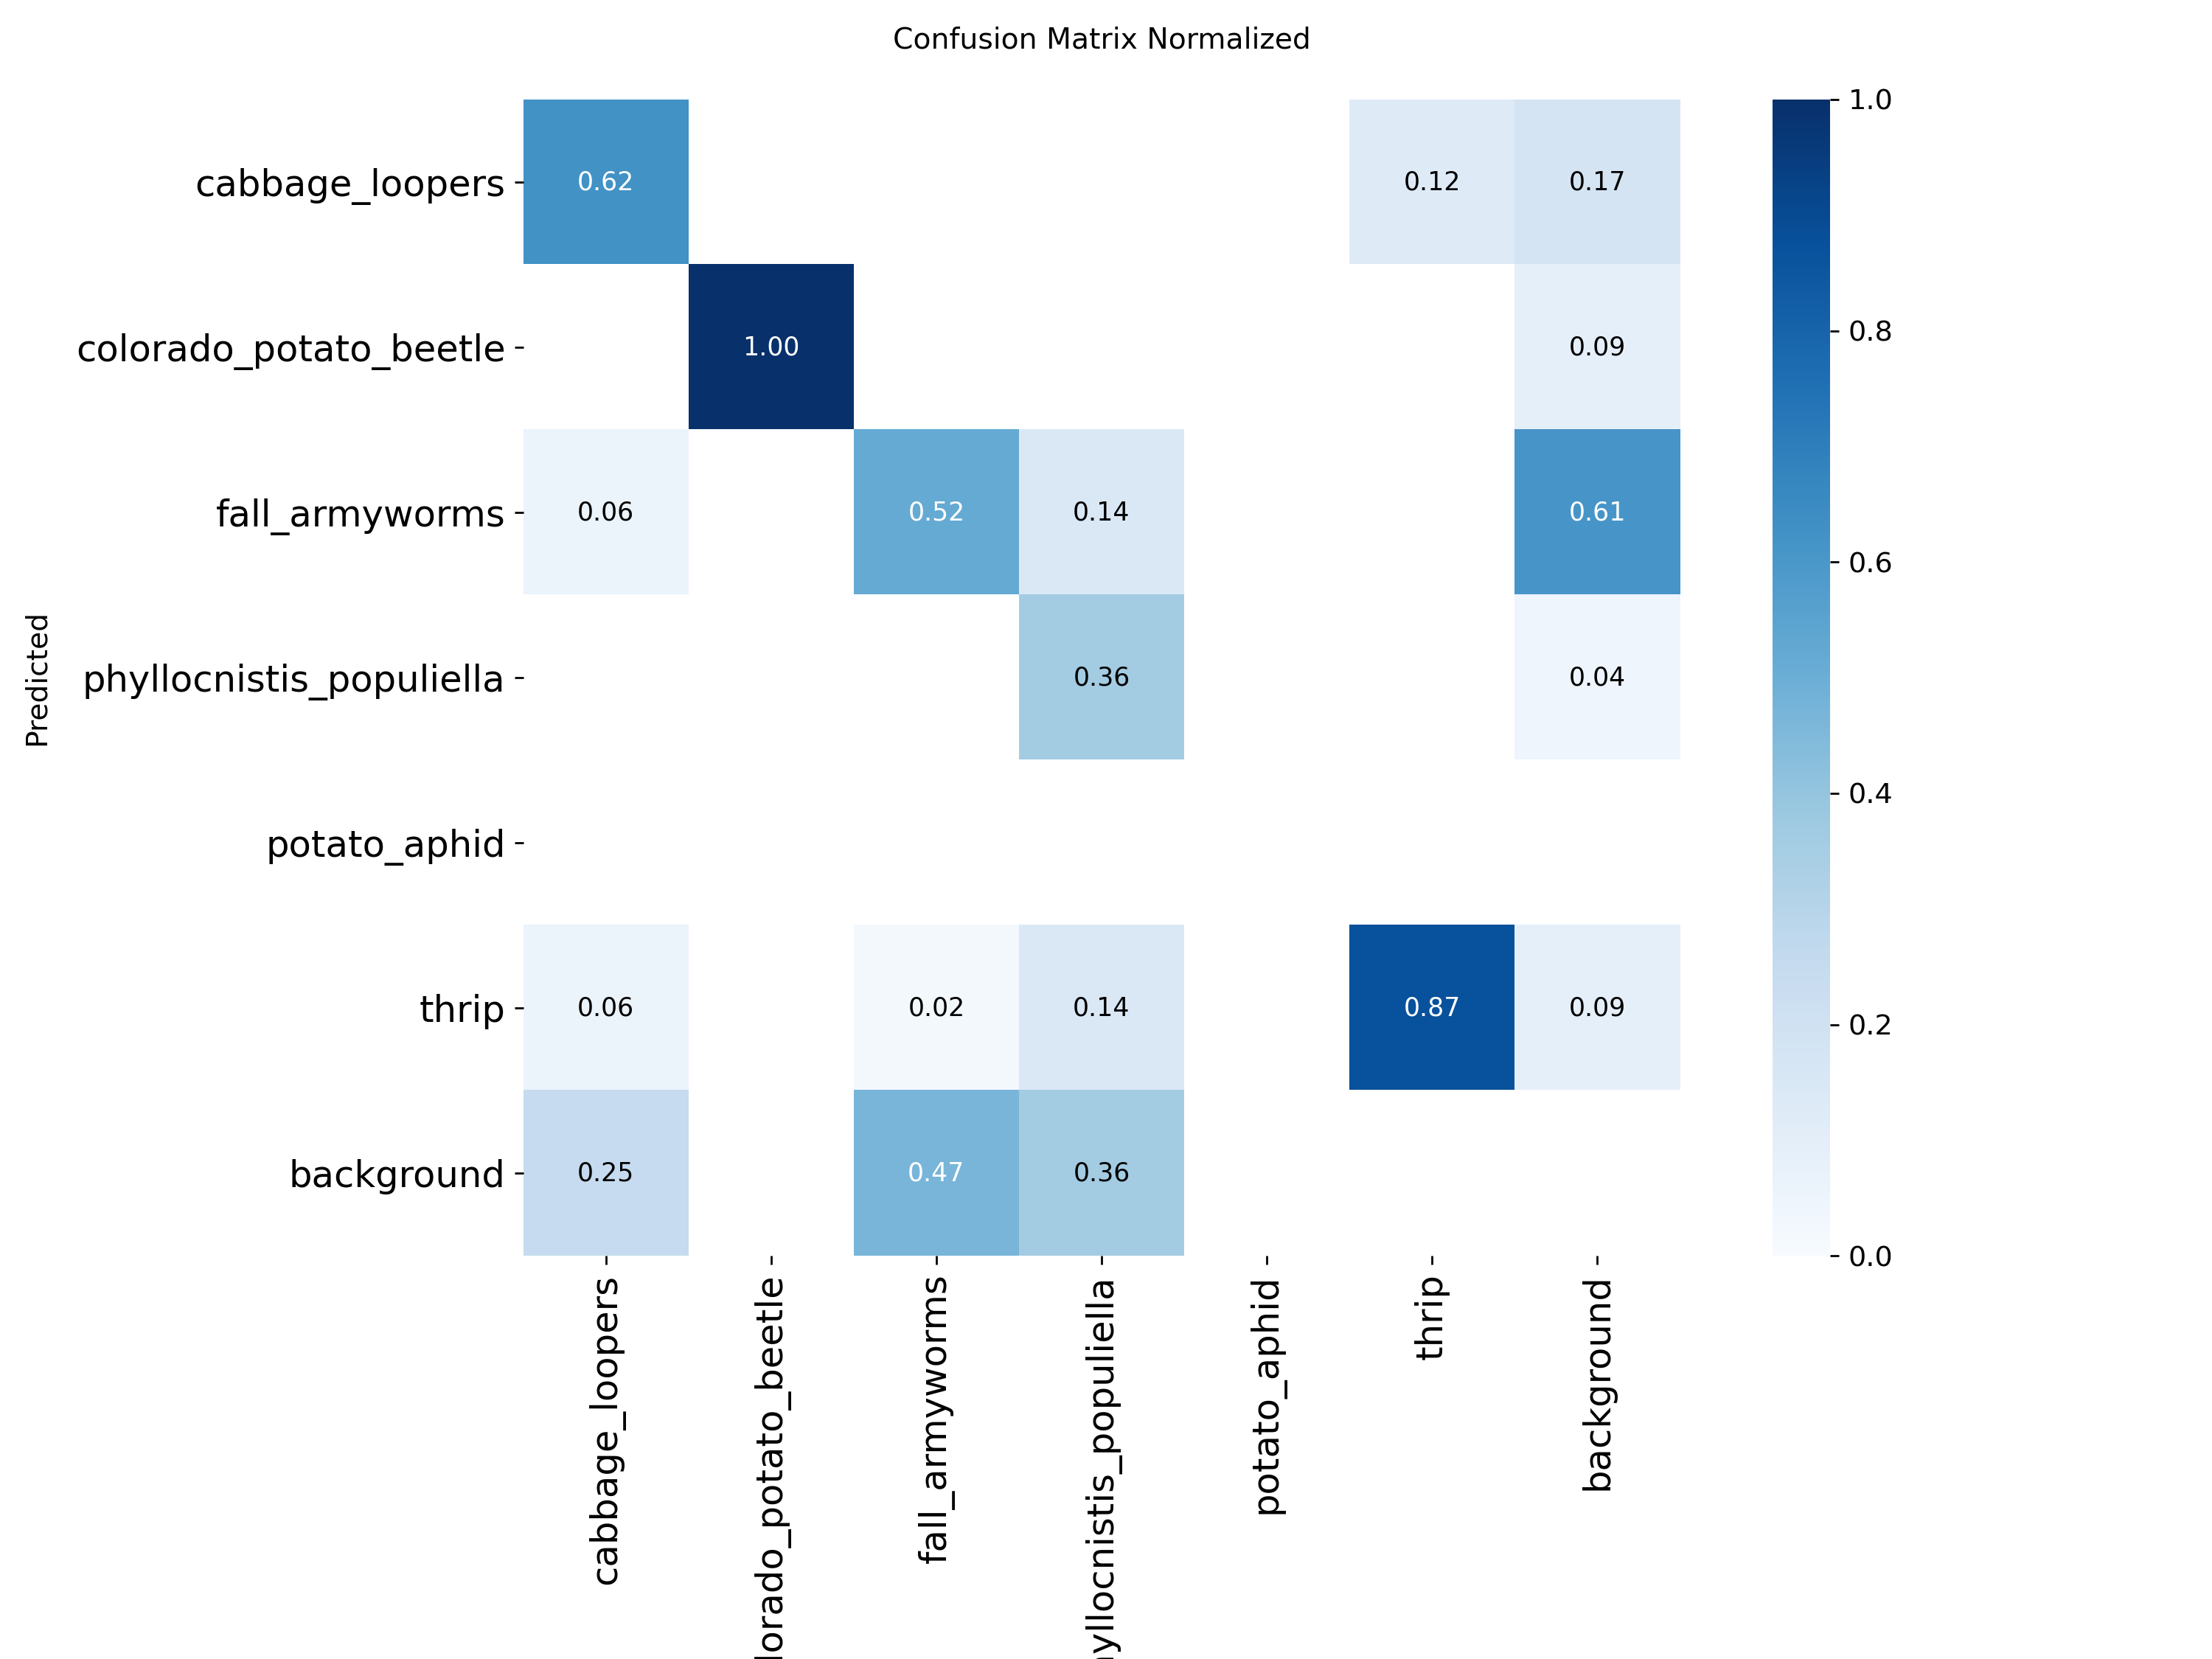 Confusion Matrix Normalized
cabbage_loopers 0.62 0.12 0.17
colorado_potato_beetle 1.00 0.09
fall_armyworms 0.06 0.52 0.14 0.61
phyllocnistis_populiella 0.36 0.04
potato_aphid
thrip 0.06 0.02 0.14 0.87 0.09
background 0.25 0.47 0.36
Predicted
cabbage_loopers
lorado_potato_beetle
fall_armyworms
yllocnistis_populiella
potato_aphid
thrip
background
1.0
0.8
0.6
0.4
0.2
0.0